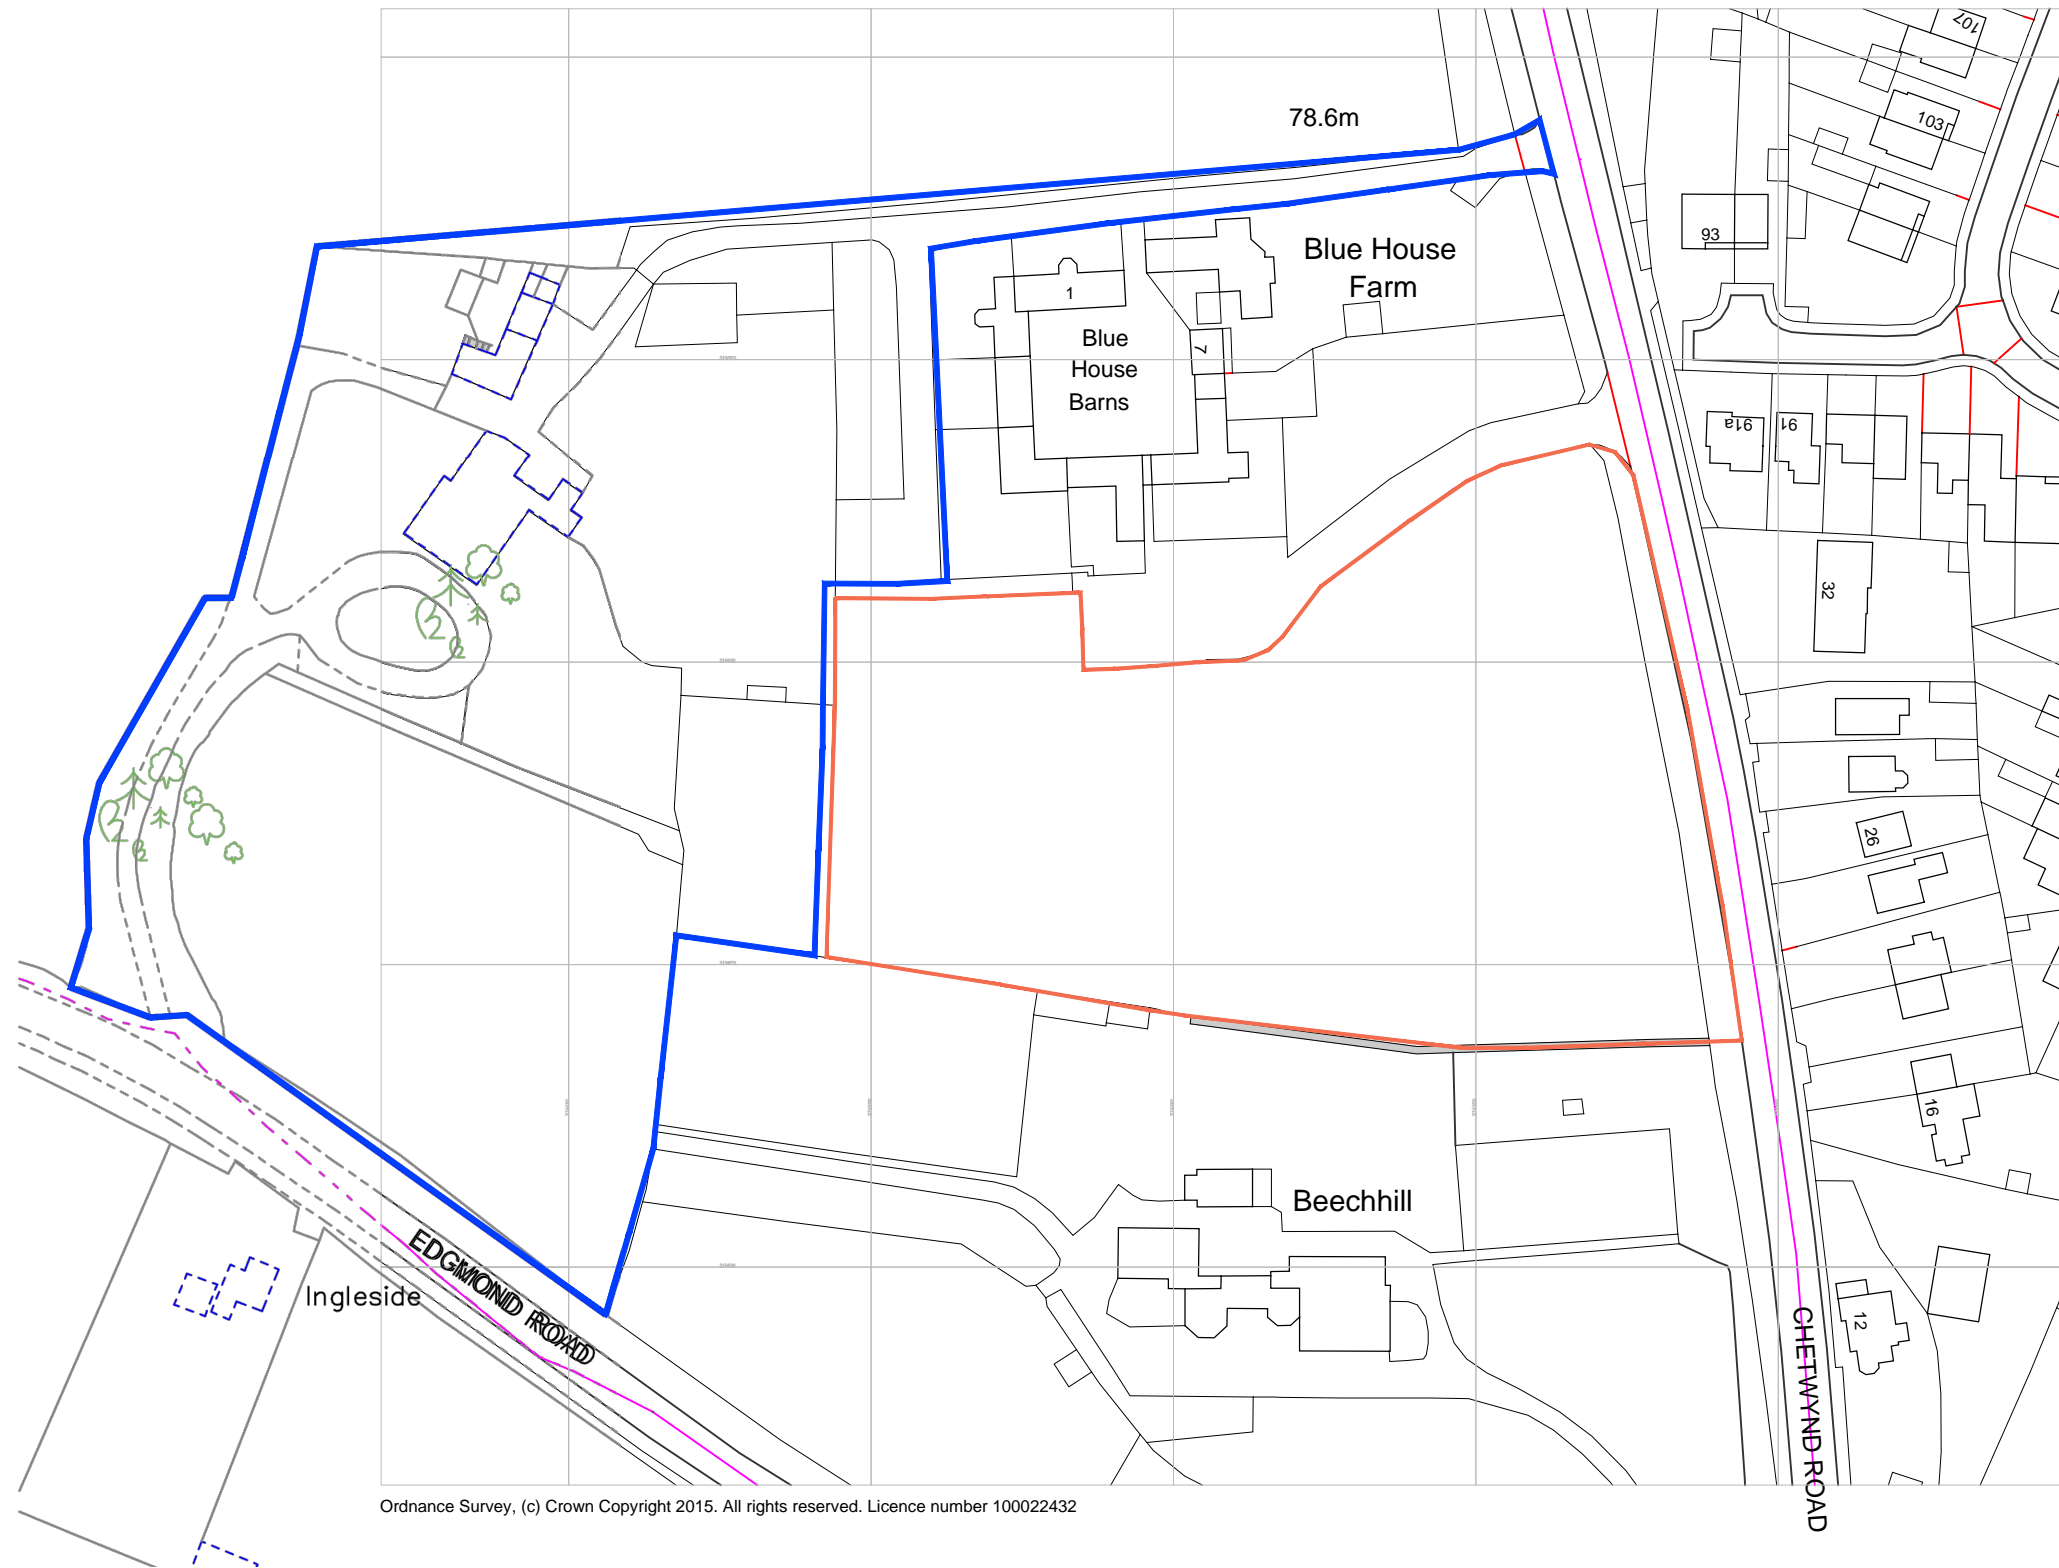 107
103
78.6m
93
Blue House
Farm
1
Blue
House
Barns
7
91a
91
32
26
16
Beechhill
EDGMOND ROAD
Ingleside
12
CHETWYND ROAD
Ordnance Survey, (c) Crown Copyright 2015. All rights reserved. Licence number 100022432